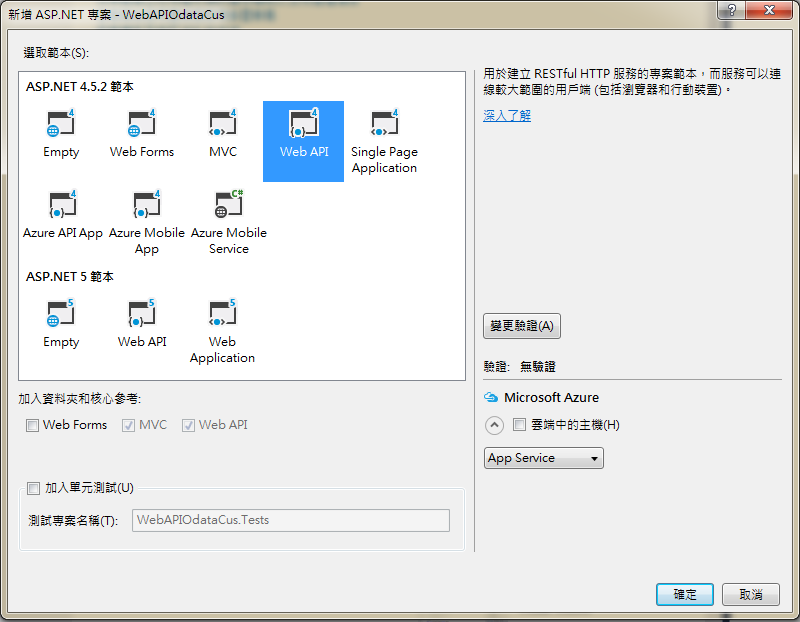 新增 ASP.NET 專案 - WebAPIOdataCus
選取範本(S):
ASP.NET 4.5.2 範本
Empty
Web Forms
MVC
Web API
Single Page
Application
Azure API App
Azure Mobile
App
Azure Mobile
Service
ASP.NET 5 範本
Empty
Web API
Web
Application
用於建立 RESTful HTTP 服務的專案範本，而服務可以連
線較大範圍的用戶端 (包括瀏覽器和行動裝置)。
深入了解
變更驗證(A)
驗證: 無驗證
Microsoft Azure
雲端中的主機(H)
App Service
加入資料夾和核心參考:
Web Forms
MVC
Web API
加入單元測試(U)
測試專案名稱(T):
WebAPIOdataCus.Tests
確定
取消